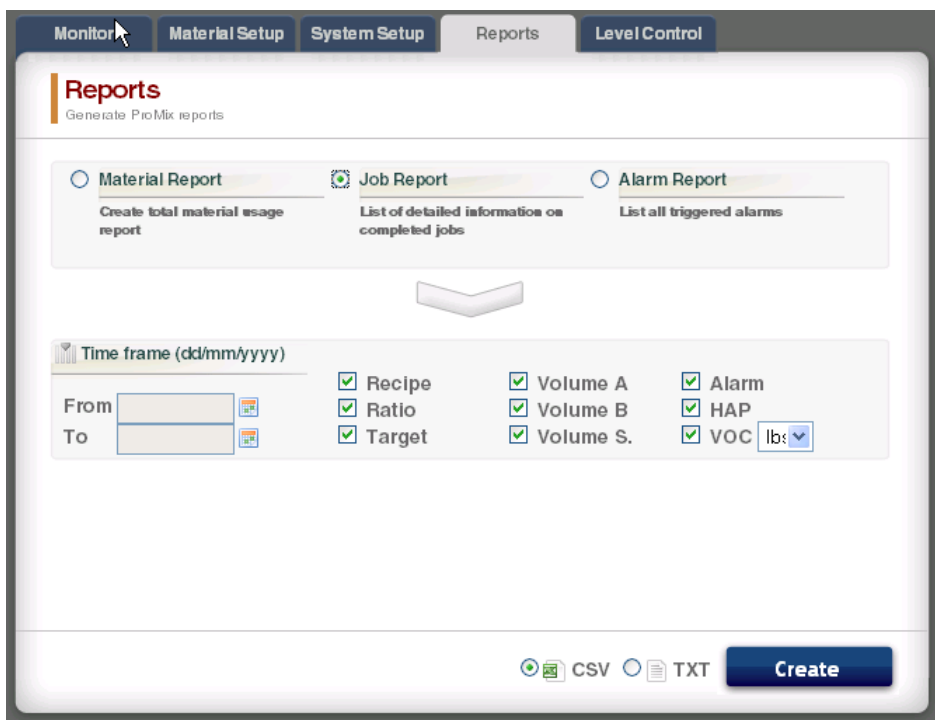 Monitor Material Setup System Setup Reports Level Control
Reports
Generate ProMix reports
Material Report Job Report Alarm Report
Create total material usage report
List of detailed information on completed jobs
List all triggered alarms
Time frame (dd/mm/yyyy)
From
To
Recipe Volume A Alarm
Ratio Volume B HAP
Target Volume S. VOC lbs
CSV TXT Create